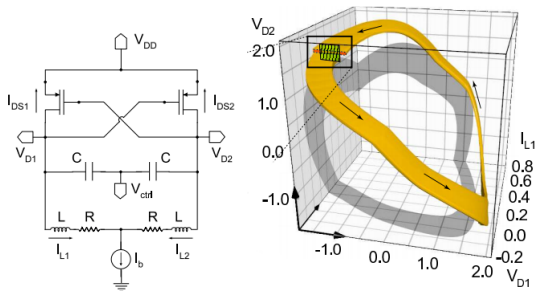 V_DD
I_DS1
I_DS2
V_D1
V_D2
C
C
V_ctrl
L
R
R
L
I_L1
I_L2
I_b
V_D2
2.0
1.0
0.0
-1.0
-1.0
0.0
1.0
2.0
V_D1
I_L1
0.8
0.6
0.4
0.2
0.0
-0.2